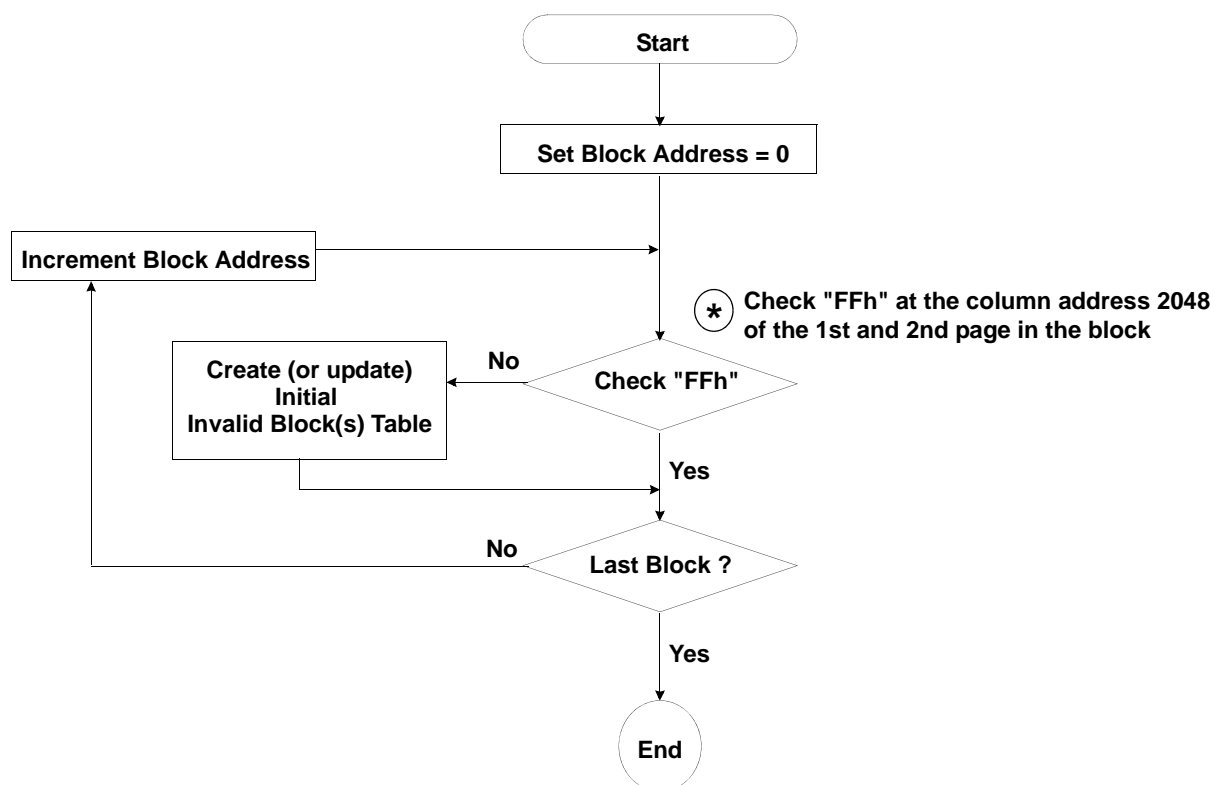 Start
Set Block Address = 0
Increment Block Address
* Check "FFh" at the column address 2048
of the 1st and 2nd page in the block
No
Create (or update)
Initial
Invalid Block(s) Table
Check "FFh"
Yes
No
Last Block ?
Yes
End